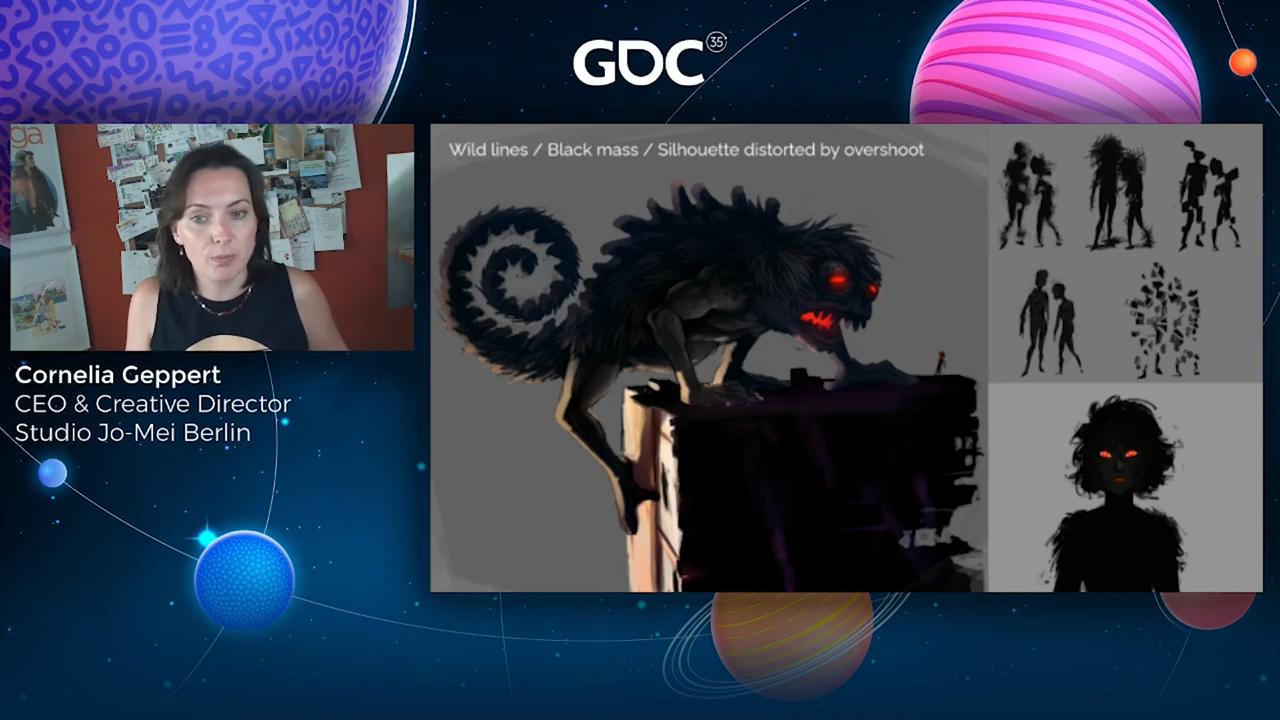 GDC 35
ga
Wild lines / Black mass / Silhouette distorted by overshoot
Cornelia Geppert
CEO & Creative Director
Studio Jo-Mei Berlin